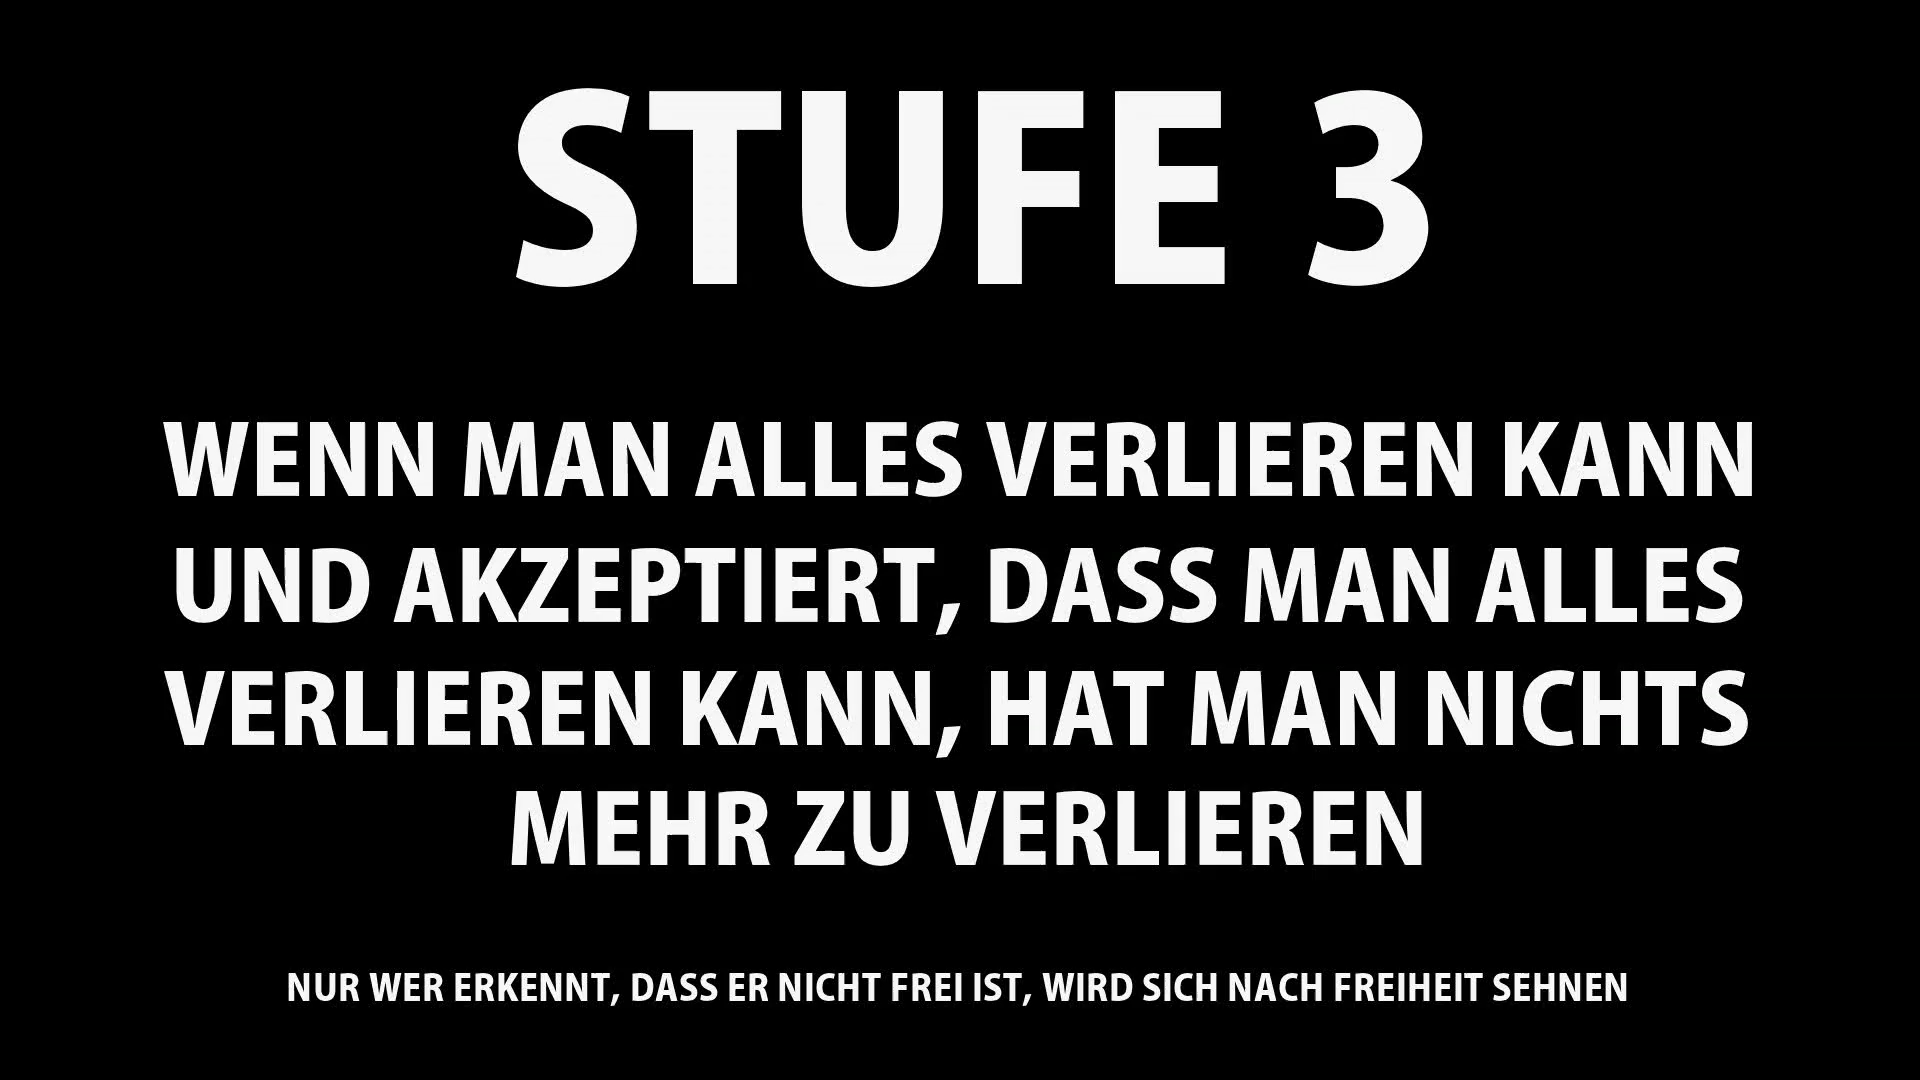 STUFE 3
WENN MAN ALLES VERLIEREN KANN
UND AKZEPTIERT, DASS MAN ALLES
VERLIEREN KANN, HAT MAN NICHTS
MEHR ZU VERLIEREN
NUR WER ERKENNT, DASS ER NICHT FREI IST, WIRD SICH NACH FREIHEIT SEHNEN